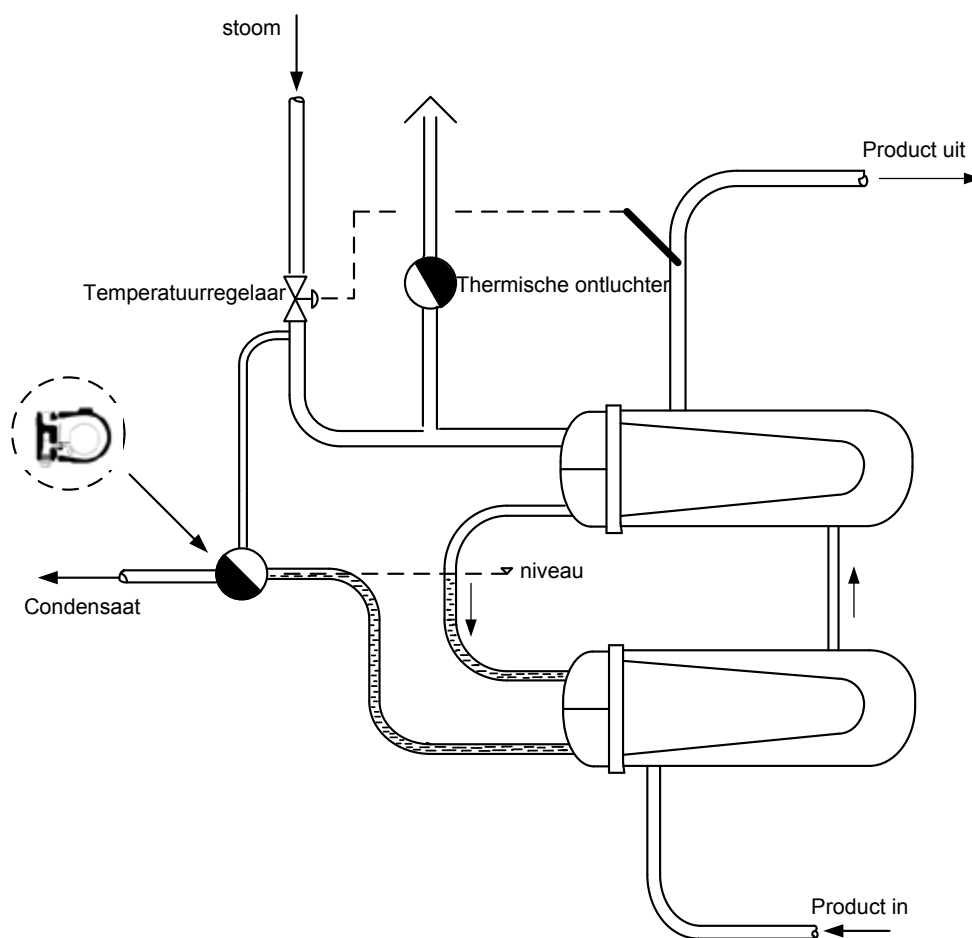 stoom
Product uit
Temperatuurregelaar
Thermische ontluchter
niveau
Condensaat
Product in